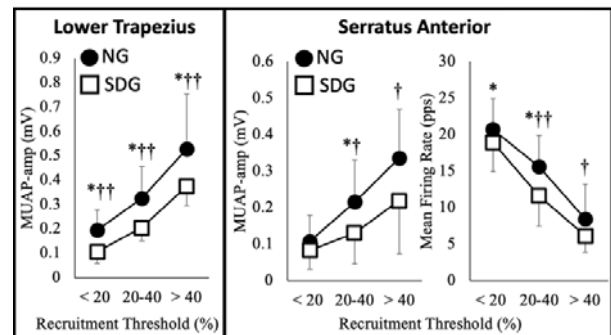 Lower Trapezius
MUAP-amp (mV)
0.9
0.8
0.7
0.6
0.5
0.4
0.3
0.2
0.1
0
NG
SDG
*††
*††
*††
< 20 20-40 > 40
Recruitment Threshold (%)
Serratus Anterior
MUAP-amp (mV)
0.6
0.5
0.4
0.3
0.2
0.1
0
NG
SDG
*†
†
< 20 20-40 > 40
Mean Firing Rate (pps)
30
25
20
15
10
5
0
*
*††
†
< 20 20-40 > 40
Recruitment Threshold (%)